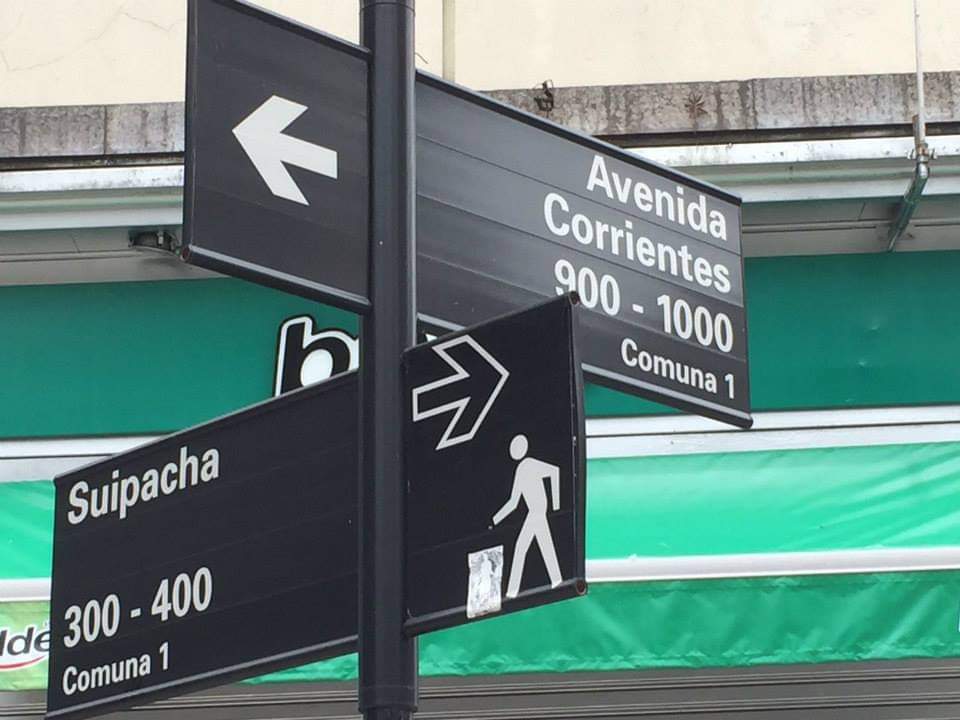 Avenida
Corrientes
900 - 1000
Comuna 1
Suipacha
300 - 400
Comuna 1